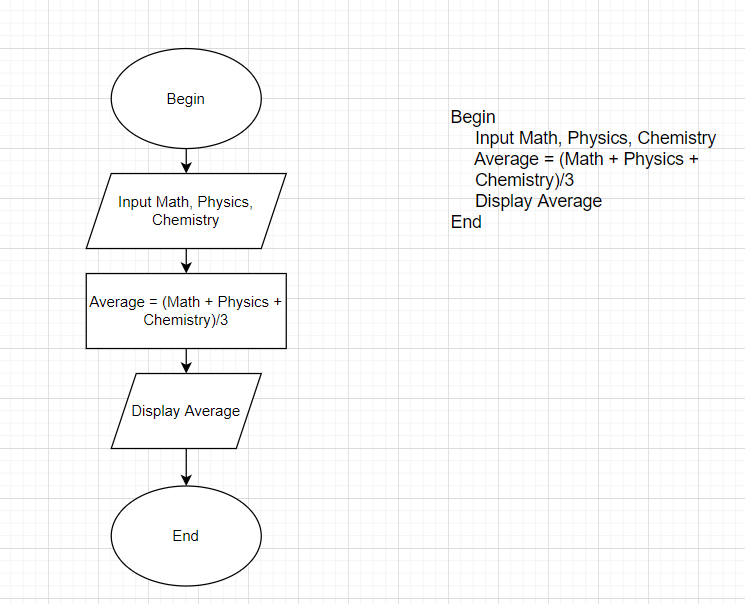 Begin
Input Math, Physics,
Chemistry
Average = (Math + Physics +
Chemistry)/3
Display Average
End
Begin
Input Math, Physics, Chemistry
Average = (Math + Physics +
Chemistry)/3
Display Average
End